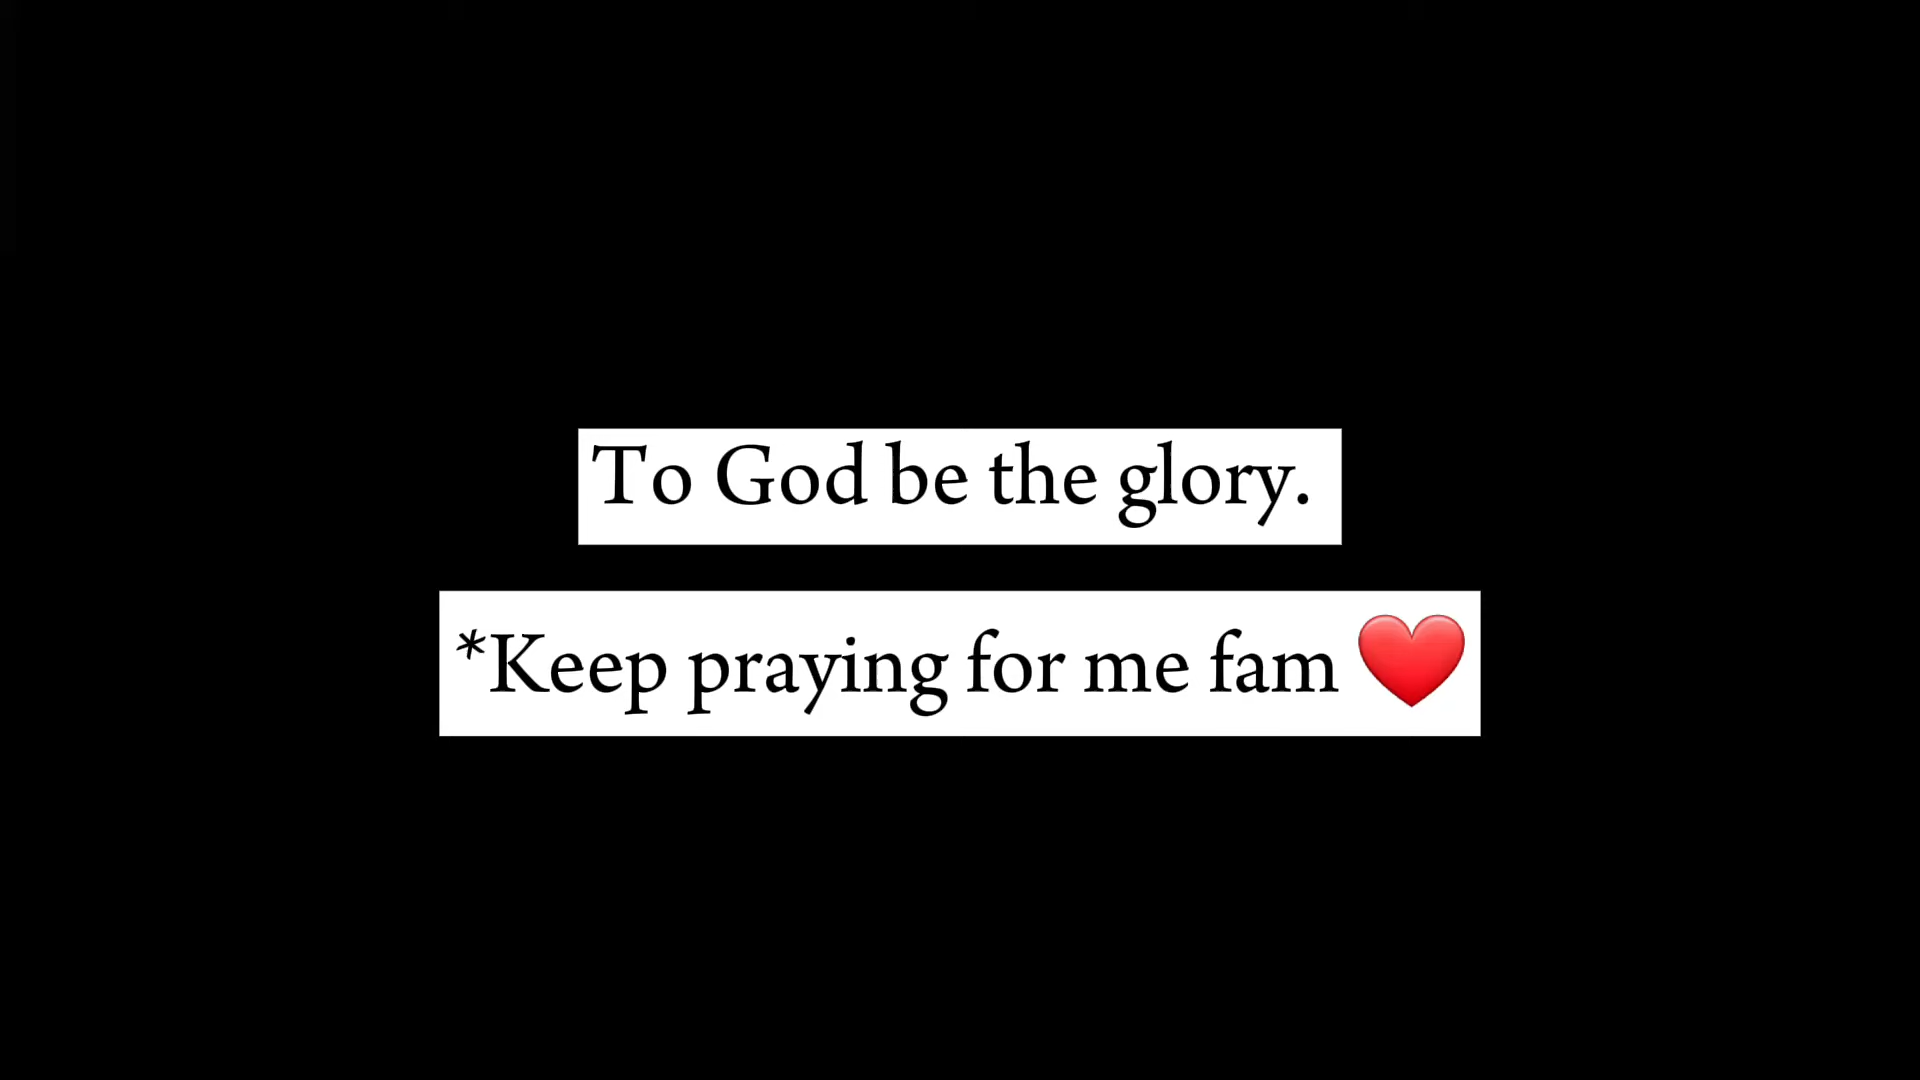 To God be the glory.
*Keep praying for me fam ❤️